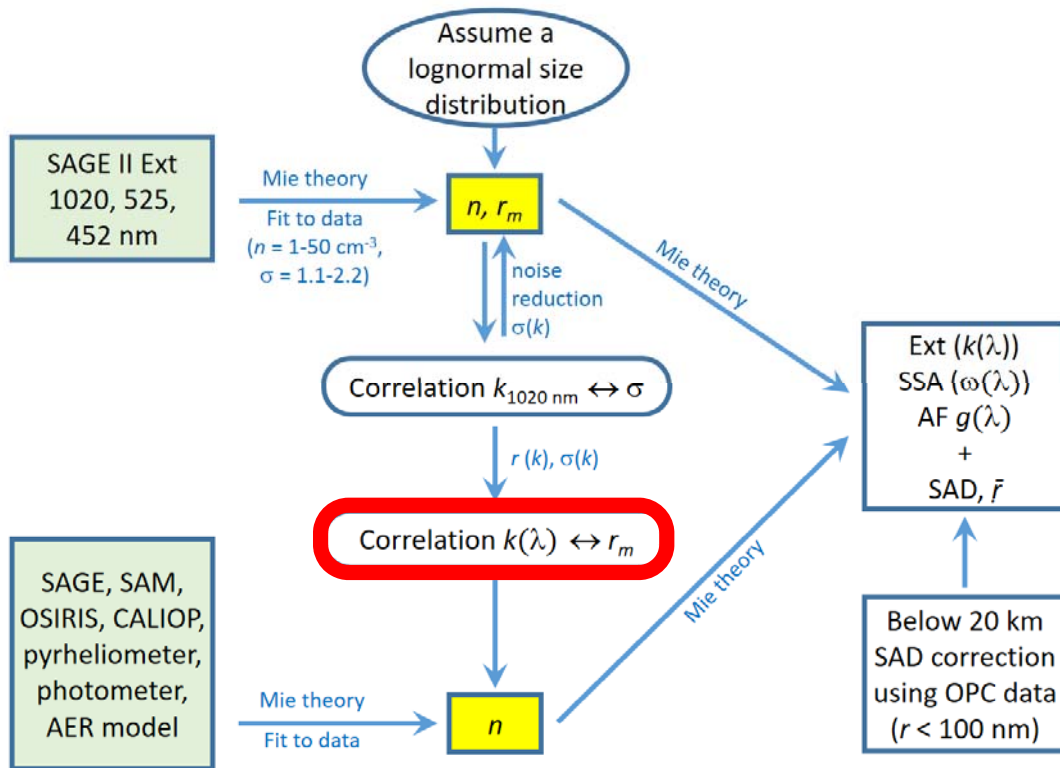 Assume a
lognormal size
distribution
SAGE II Ext
1020, 525,
452 nm
Mie theory
Fit to data
(n = 1-50 cm⁻³,
σ = 1.1-2.2)
n, rₘ
noise
reduction
σ(k)
Mie theory
Correlation k₁₀₂₀ ₙₘ ↔ σ
r (k), σ(k)
Correlation k(λ) ↔ rₘ
Ext (k(λ))
SSA (ω(λ))
AF g(λ)
+
SAD, r̄
SAGE, SAM,
OSIRIS, CALIOP,
pyrheliometer,
photometer,
AER model
Mie theory
Fit to data
n
Mie theory
Below 20 km
SAD correction
using OPC data
(r < 100 nm)